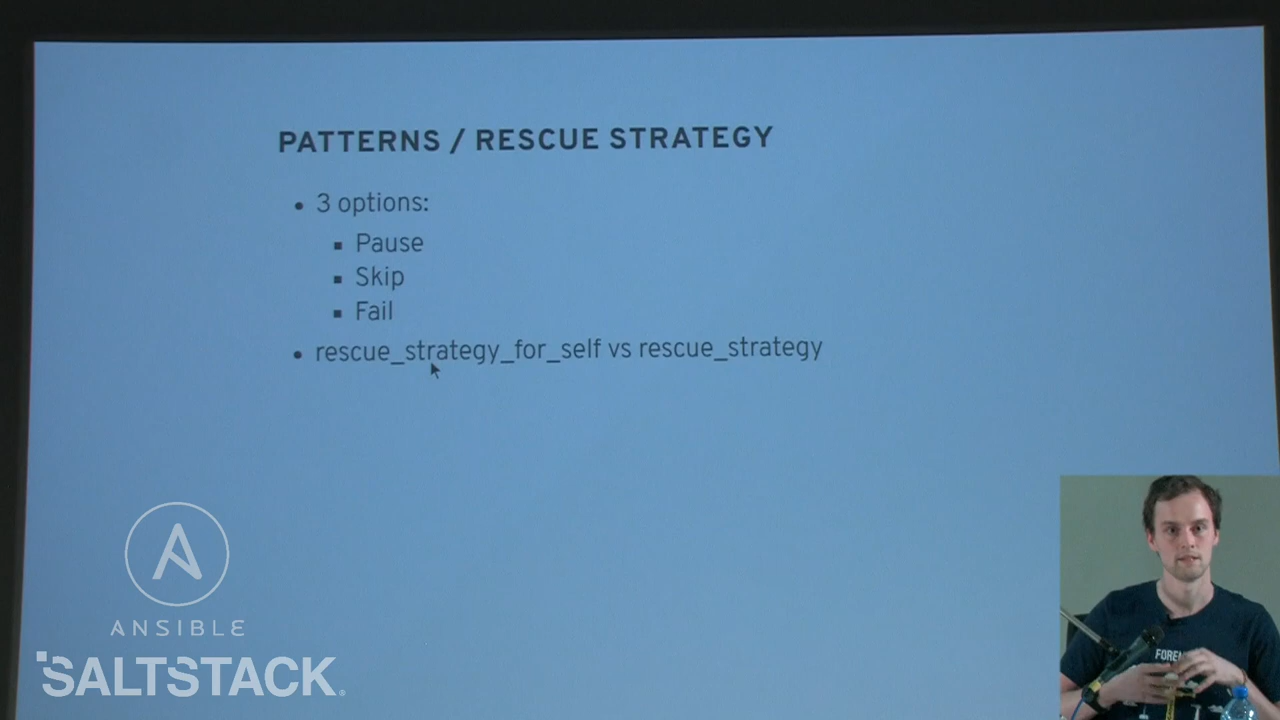 PATTERNS / RESCUE STRATEGY
3 options:
Pause
Skip
Fail
rescue_strategy_for_self vs rescue_strategy
ANSIBLE
SALTSTACK